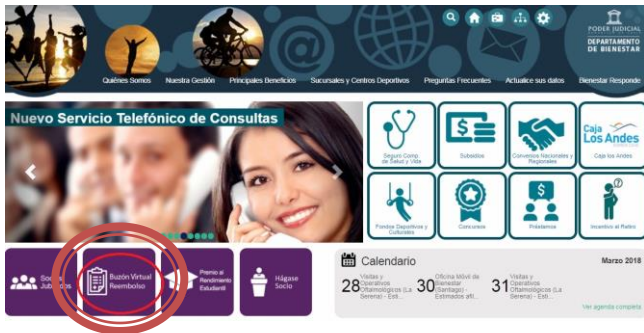 PODER JUDICIAL
DEPARTAMENTO
DE BIENESTAR
Quiénes Somos
Nuestra Gestión
Principales Beneficios
Sucursales y Centros Deportivos
Preguntas Frecuentes
Actualice sus datos
Bienestar Responde
Nuevo Servicio Telefónico de Consultas
Seguro Comp.
de Salud y Vida
Subsidios
Convenios Nacionales y
Regionales
Caja
Los Andes
Caja los Andes
Fondos Deportivos y
Culturales
Concursos
Préstamos
Incentivo al Retiro
Buzón Virtual
Reembolso
Premio al
Rendimiento
Estudiantil
Hágase
Socio
Calendario
Marzo 2018
28 Visitas y
Operativos
Oftalmológicos (La
Serena) - Esti...
30 Oficina Móvil de
Bienestar
(Santiago) -
Estimados afil...
31 Visitas y
Operativos
Oftalmológicos (La
Serena) - Esti...
Ver agenda completa